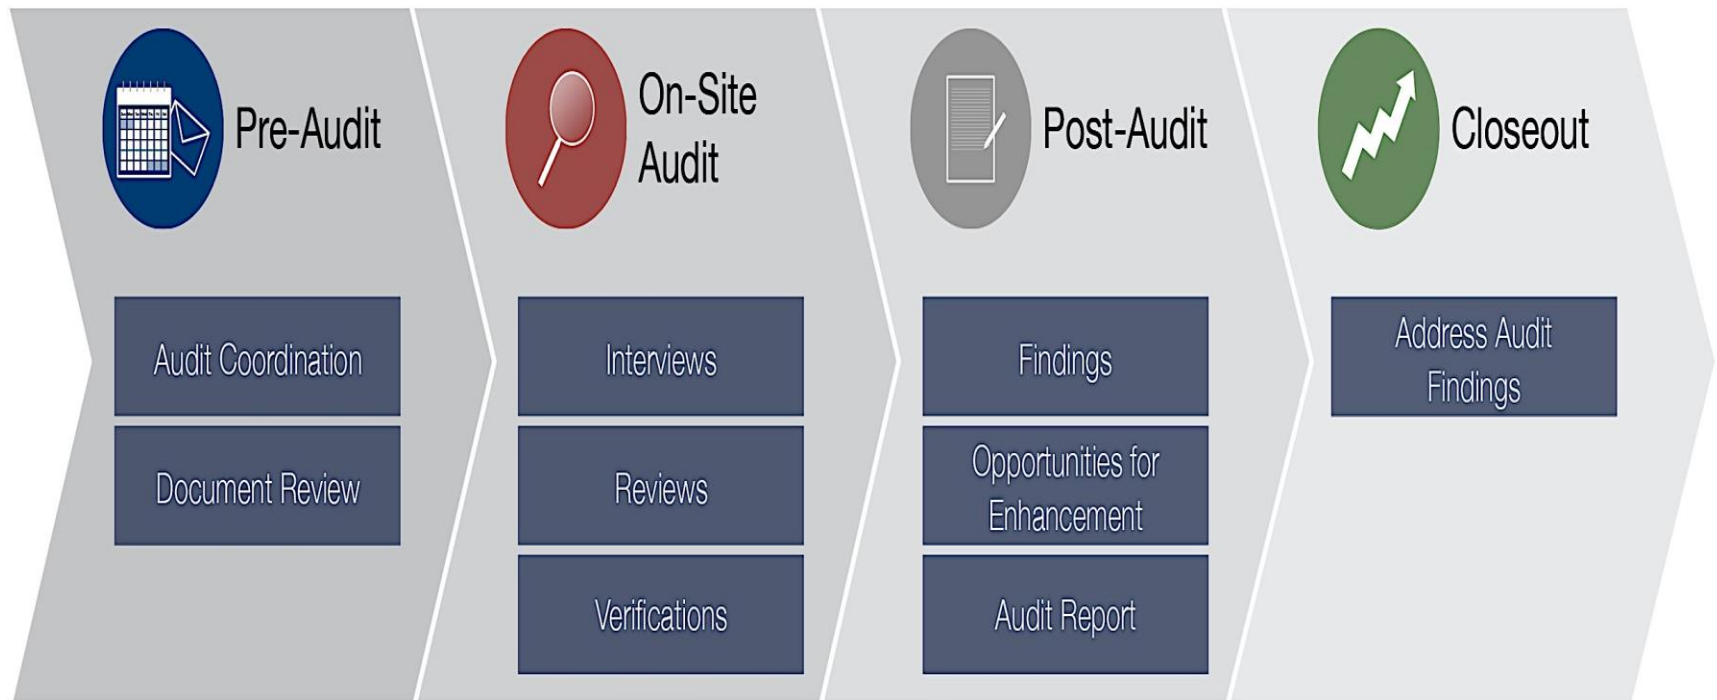 Pre-Audit
Audit Coordination
Document Review
On-Site
Audit
Interviews
Reviews
Verifications
Post-Audit
Findings
Opportunities for
Enhancement
Audit Report
Closeout
Address Audit
Findings